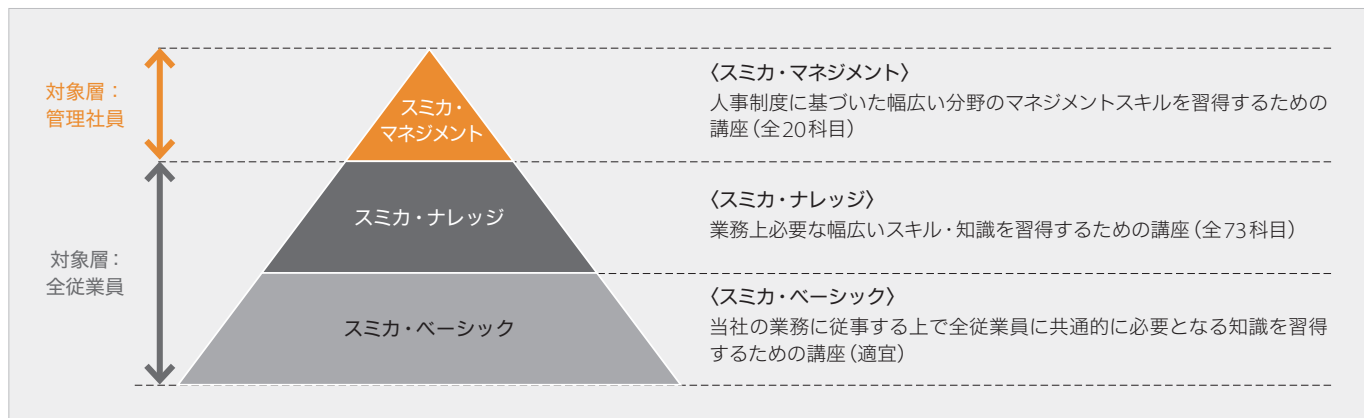 対象層：
管理社員
対象層：
全従業員
スミカ・
マネジメント
スミカ・ナレッジ
スミカ・ベーシック
〈スミカ・マネジメント〉
人事制度に基づいた幅広い分野のマネジメントスキルを習得するための
講座（全20科目）
〈スミカ・ナレッジ〉
業務上必要な幅広いスキル・知識を習得するための講座（全73科目）
〈スミカ・ベーシック〉
当社の業務に従事する上で全従業員に共通的に必要となる知識を習得
するための講座（適宜）